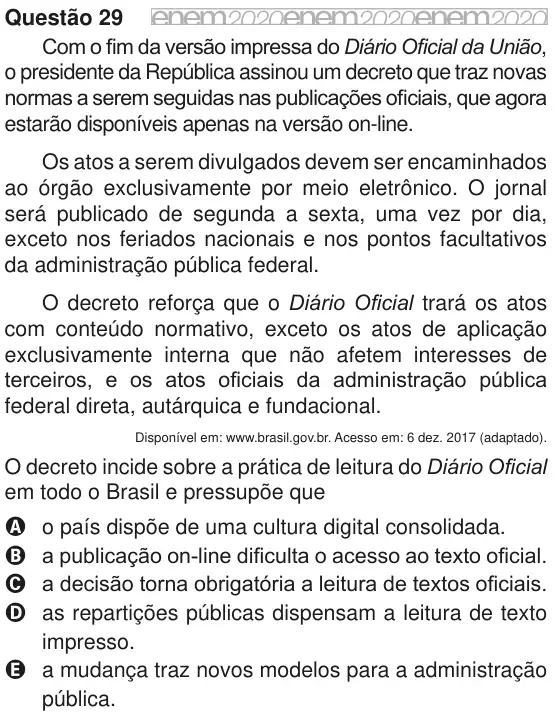 Questão 29 enem2020enem2020enem2020
Com o fim da versão impressa do Diário Oficial da União,
o presidente da República assinou um decreto que traz novas
normas a serem seguidas nas publicações oficiais, que agora
estarão disponíveis apenas na versão on-line.
Os atos a serem divulgados devem ser encaminhados
ao órgão exclusivamente por meio eletrônico. O jornal
será publicado de segunda a sexta, uma vez por dia,
exceto nos feriados nacionais e nos pontos facultativos
da administração pública federal.
O decreto reforça que o Diário Oficial trará os atos
com conteúdo normativo, exceto os atos de aplicação
exclusivamente interna que não afetem interesses de
terceiros, e os atos oficiais da administração pública
federal direta, autárquica e fundacional.
Disponível em: www.brasil.gov.br. Acesso em: 6 dez. 2017 (adaptado).
O decreto incide sobre a prática de leitura do Diário Oficial
em todo o Brasil e pressupõe que
A o país dispõe de uma cultura digital consolidada.
B a publicação on-line dificulta o acesso ao texto oficial.
C a decisão torna obrigatória a leitura de textos oficiais.
D as repartições públicas dispensam a leitura de texto
impresso.
E a mudança traz novos modelos para a administração
pública.